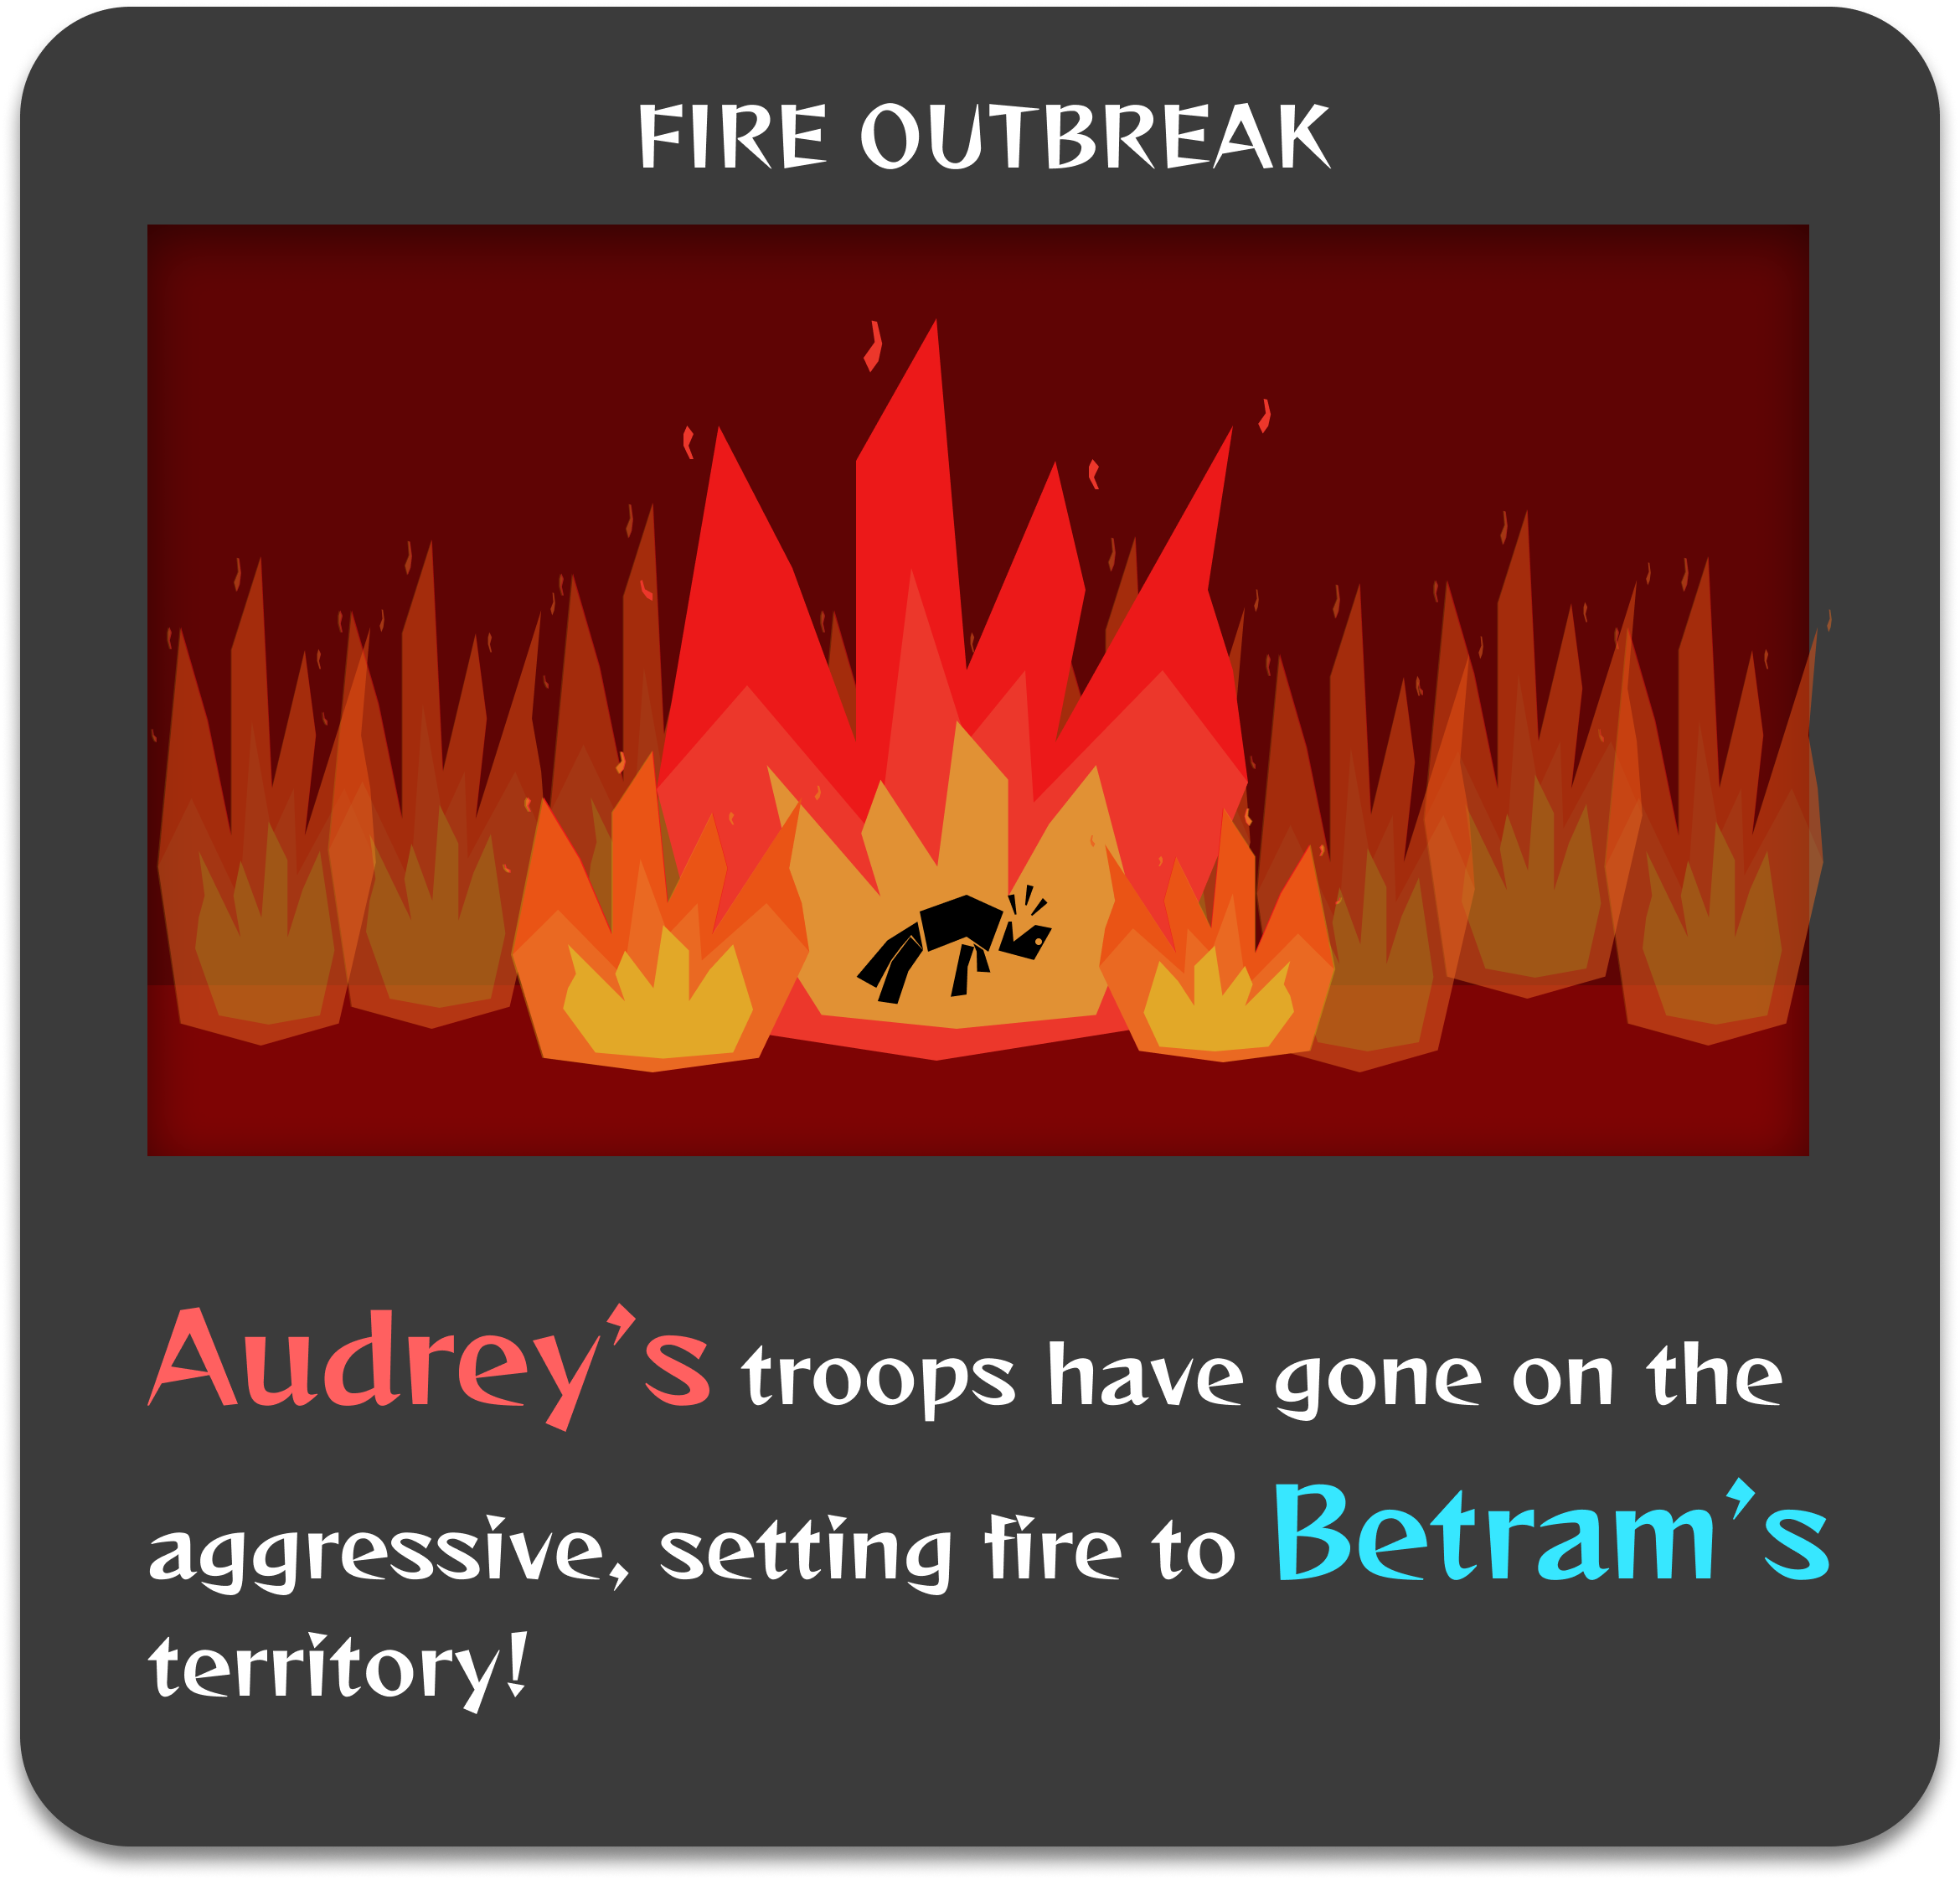 FIRE OUTBREAK
Audrey's troops have gone on the
aggressive, setting fire to Betram's
territory!